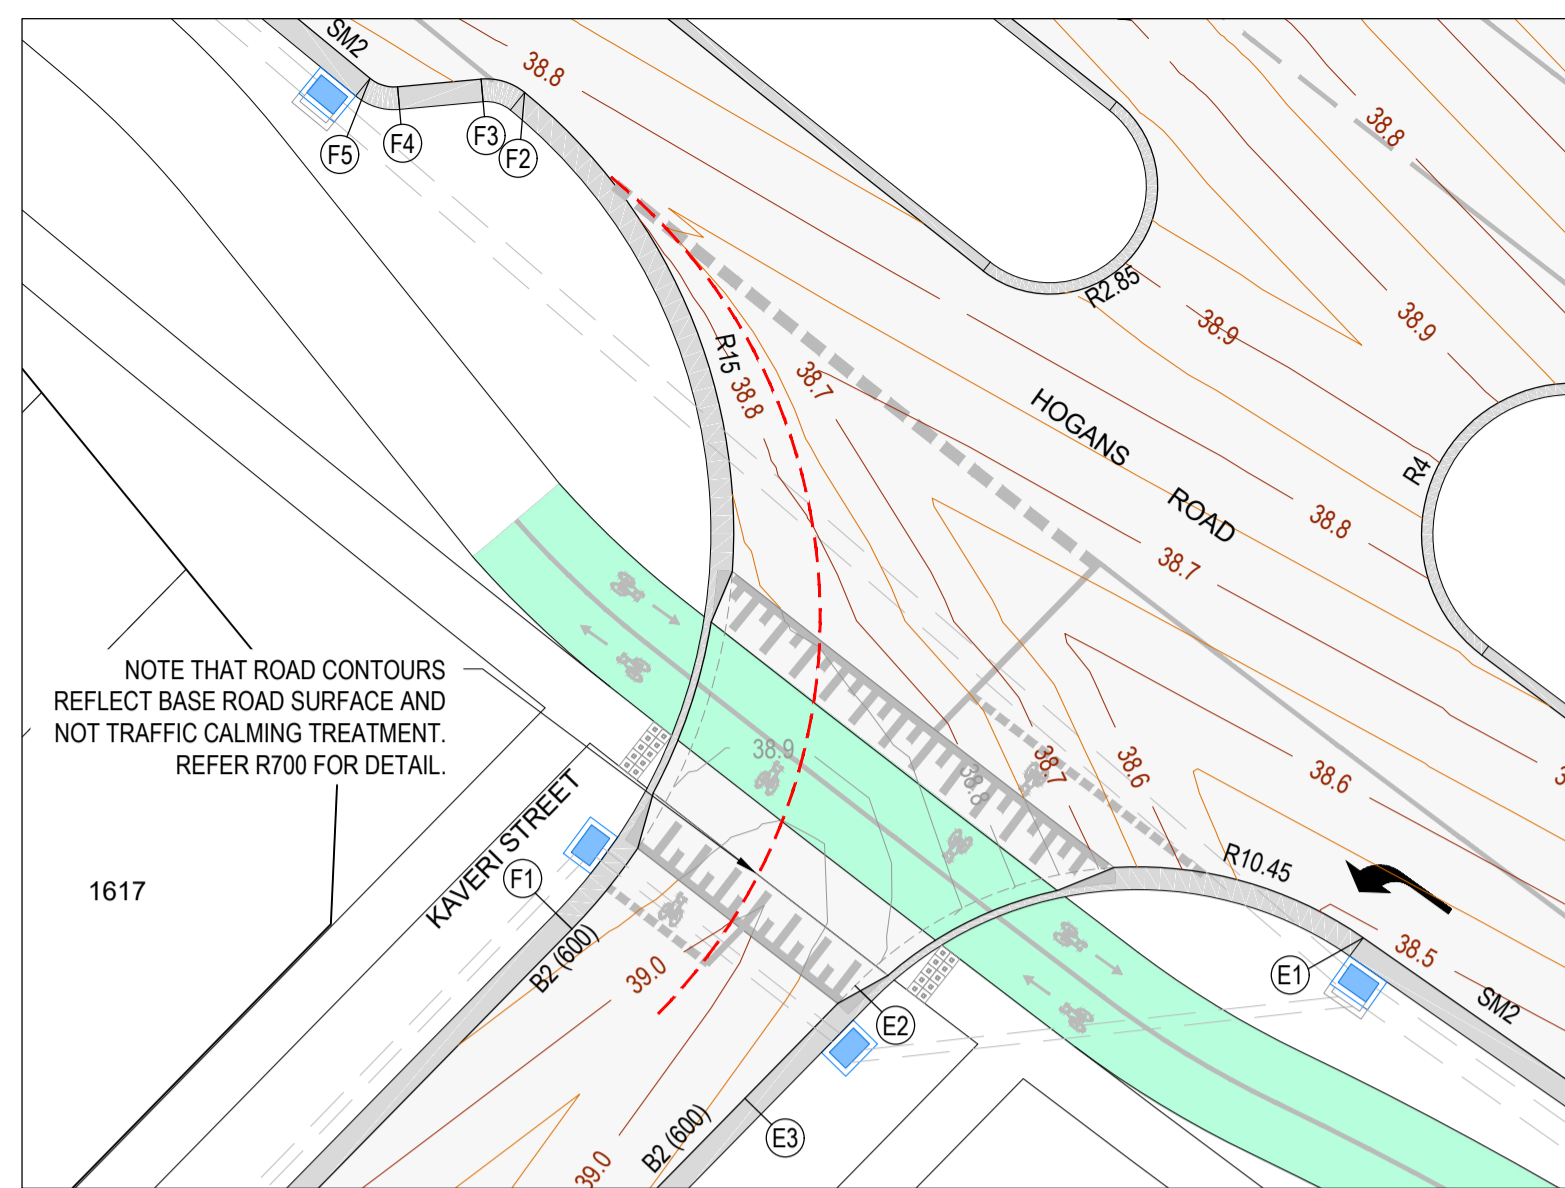 SM2
38.8
38.8
F5
F4
F3
F2
R2.85
38.9
38.9
R15
38.8
38.7
HOGANS
ROAD
R4
38.8
38.7
NOTE THAT ROAD CONTOURS
REFLECT BASE ROAD SURFACE AND
NOT TRAFFIC CALMING TREATMENT.
REFER R700 FOR DETAIL.
38.9
38.8
38.7
38.6
38.6
KAVERI STREET
1617
F1
R10.45
B2 (600)
39.0
E1
38.5
SM2
E2
E3
B2 (600)
39.0